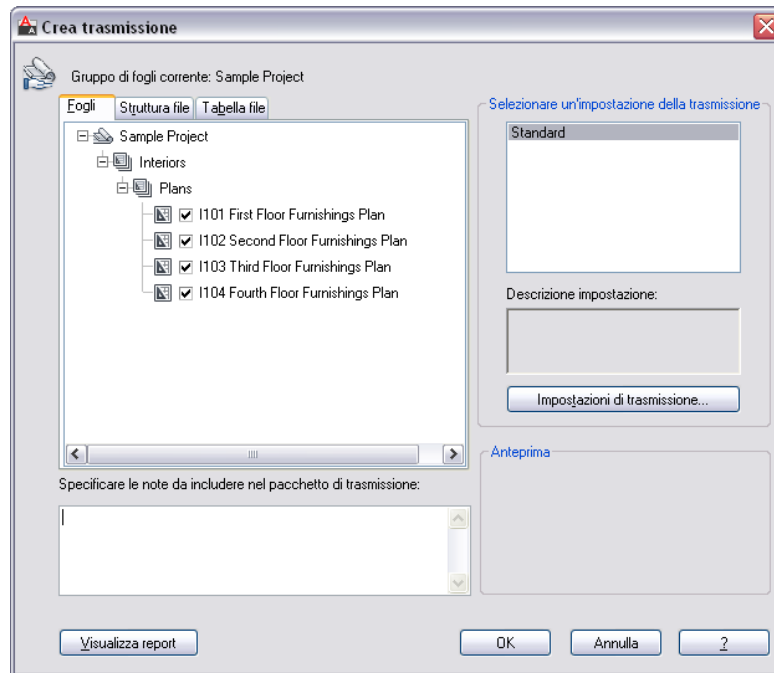 Crea trasmissione
Gruppo di fogli corrente: Sample Project
Fogli
Struttura file
Tabella file
Sample Project
Interiors
Plans
I101 First Floor Furnishings Plan
I102 Second Floor Furnishings Plan
I103 Third Floor Furnishings Plan
I104 Fourth Floor Furnishings Plan
Specificare le note da includere nel pacchetto di trasmissione:
Selezionare un'impostazione della trasmissione
Standard
Descrizione impostazione:
Impostazioni di trasmissione...
Anteprima
Visualizza report
OK
Annulla
?